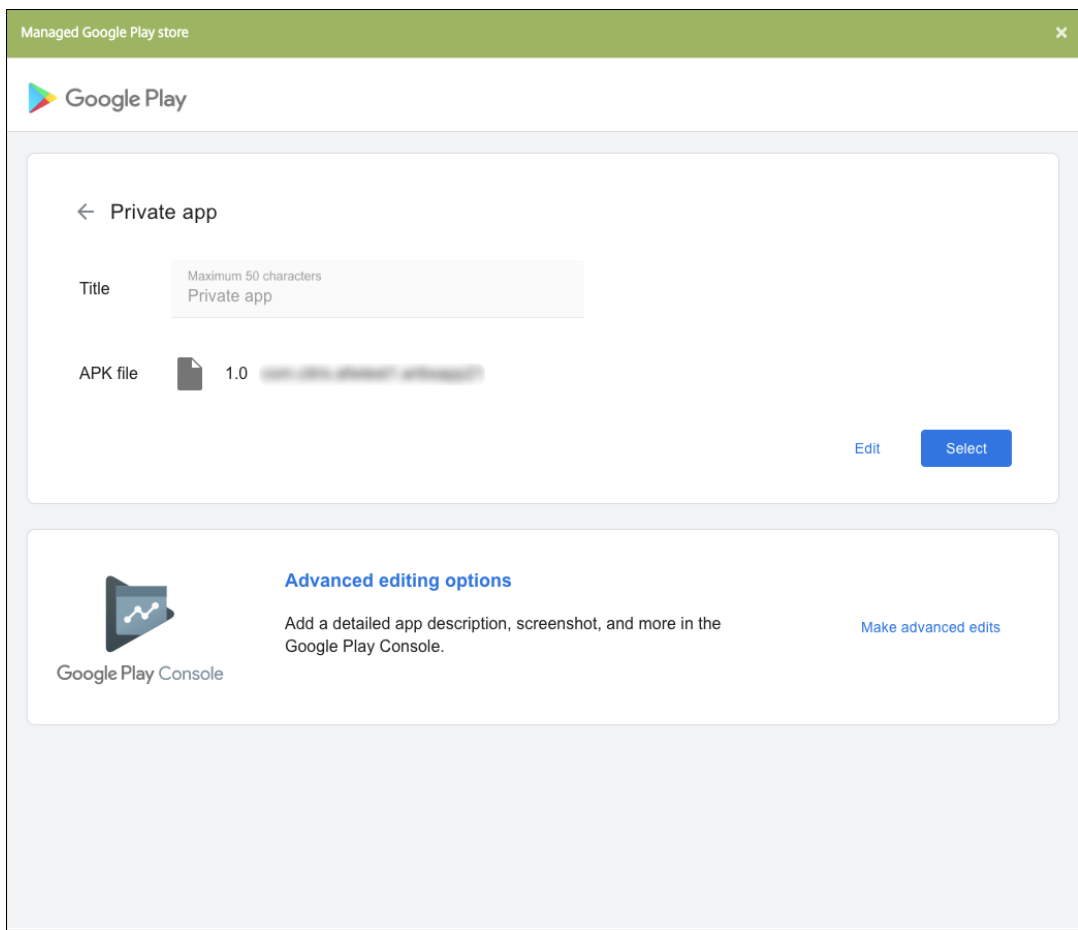 Managed Google Play store
Google Play
Private app
Title
Maximum 50 characters
Private app
APK file
1.0
Edit
Select
Advanced editing options
Add a detailed app description, screenshot, and more in the
Google Play Console.
Make advanced edits
Google Play Console